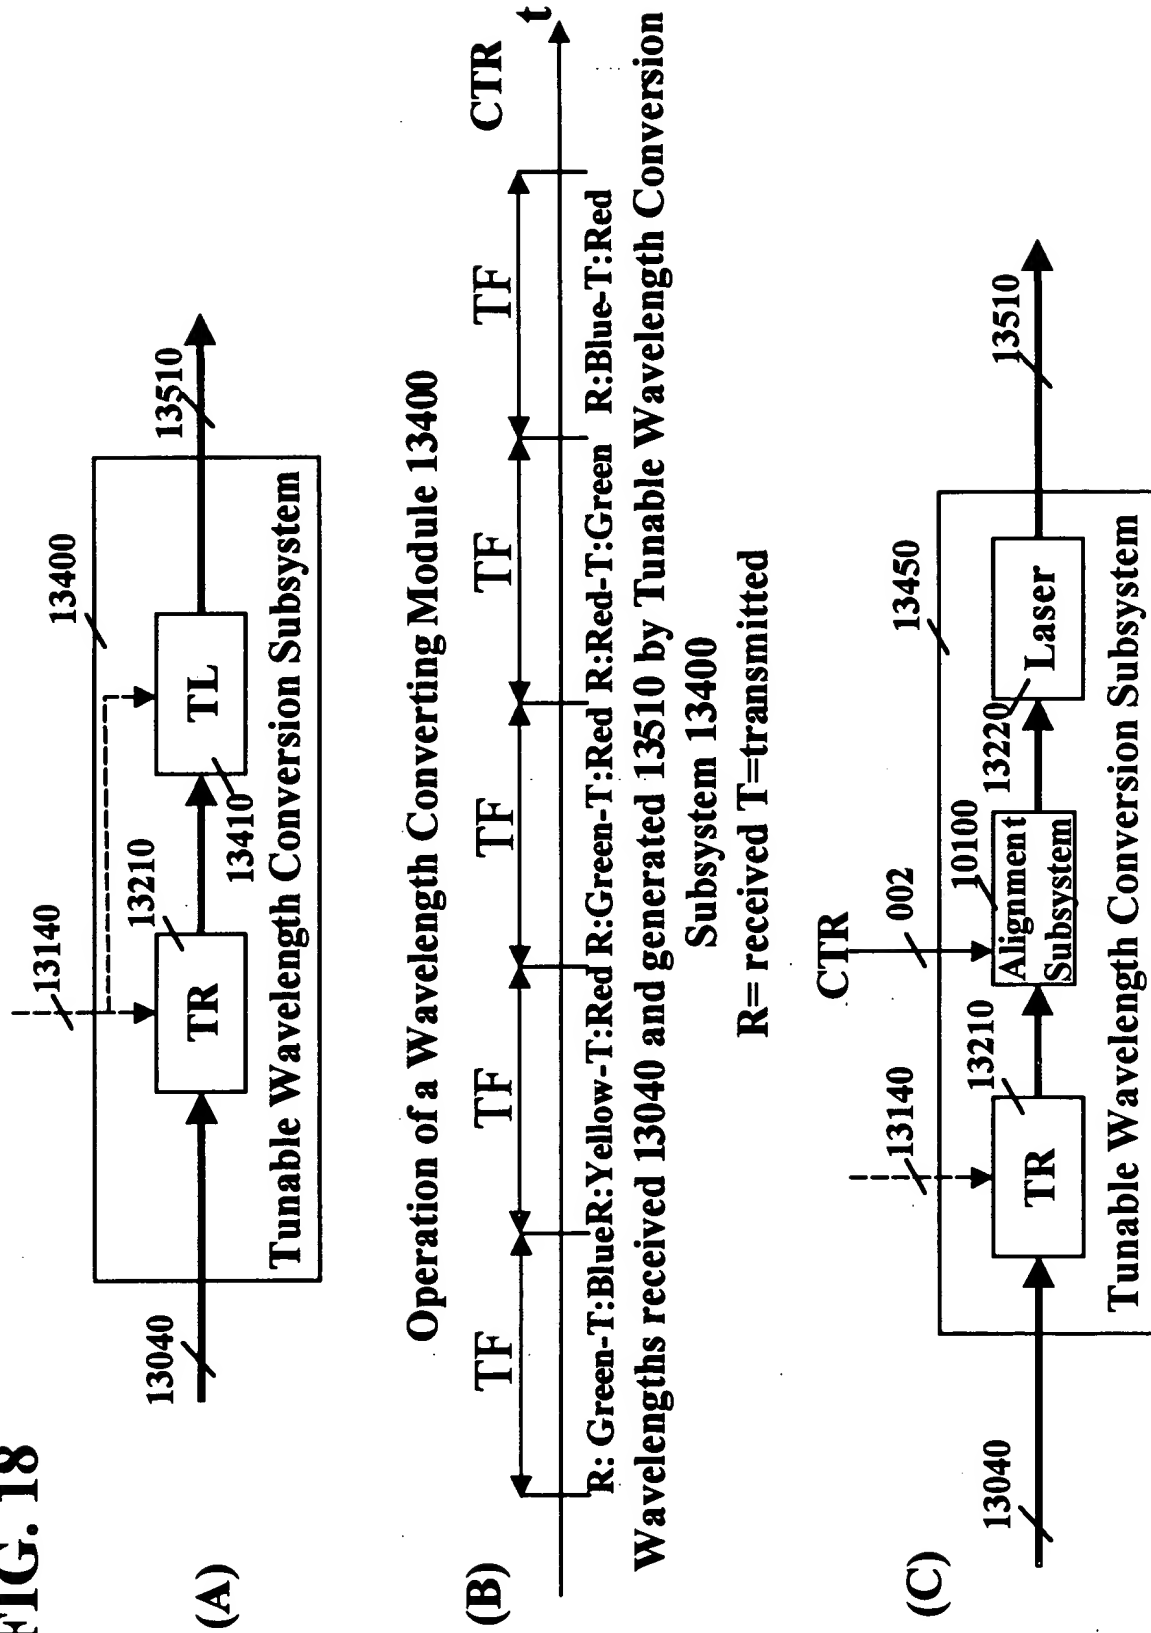 FIG. 18
(A)
13040
13140
13210
TR
13400
TL
13410
13510
Tunable Wavelength Conversion Subsystem
Operation of a Wavelength Converting Module 13400
(B)
TF
TF
TF
TF
TF
CTR
t
R: Green-T:Blue
R:Yellow-T:Red
R:Green-T:Red
R:Red-T:Green
R:Blue-T:Red
Wavelengths received 13040 and generated 13510 by Tunable Wavelength Conversion
Subsystem 13400
R= received T=transmitted
(C)
13040
13140
CTR
002
13210
TR
10100
Alignment
Subsystem
13220
Laser
13450
13510
Tunable Wavelength Conversion Subsystem